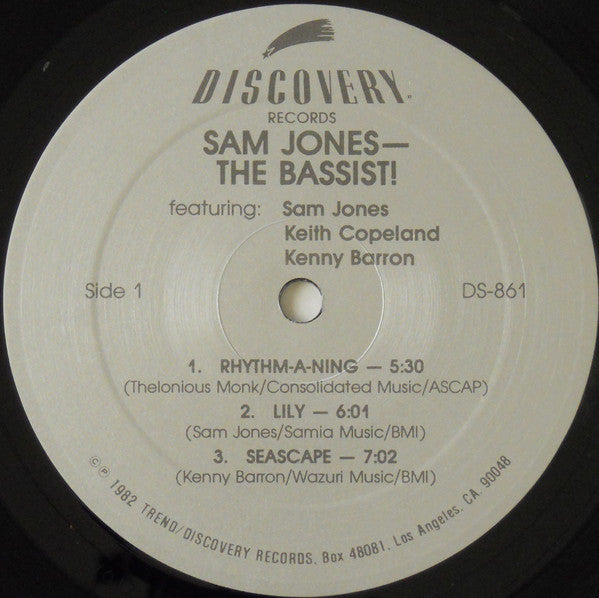 DISCOVERY
RECORDS
SAM JONES—
THE BASSIST!
featuring: Sam Jones
Keith Copeland
Kenny Barron
Side 1
DS-861
1. RHYTHM-A-NING — 5:30
(Thelonious Monk/Consolidated Music/ASCAP)
2. LILY — 6:01
(Sam Jones/Samia Music/BMI)
3. SEASCAPE — 7:02
(Kenny Barron/Wazuri Music/BMI)
©℗ 1982 TREND/DISCOVERY RECORDS, Box 48081, Los Angeles, CA. 90048